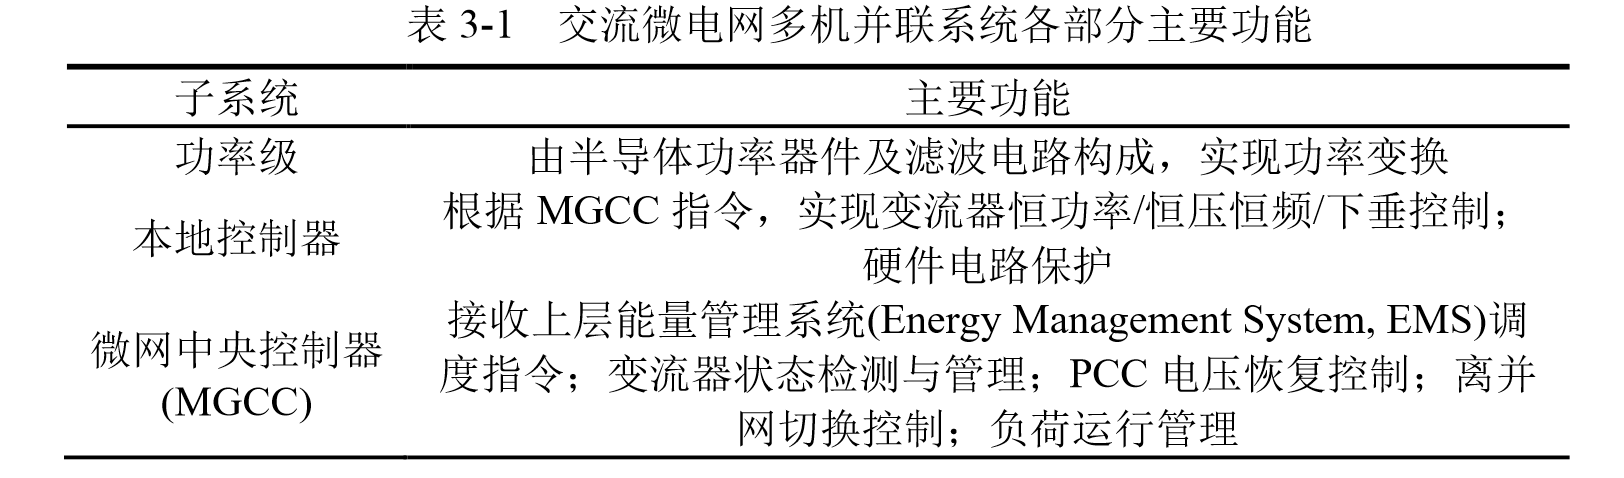 表 3-1 交流微电网多机并联系统各部分主要功能
子系统 主要功能
功率级 由半导体功率器件及滤波电路构成，实现功率变换
本地控制器 根据 MGCC 指令，实现变流器恒功率/恒压恒频/下垂控制；
硬件电路保护
微网中央控制器
(MGCC)
接收上层能量管理系统(Energy Management System, EMS)调
度指令；变流器状态检测与管理；PCC 电压恢复控制；离并
网切换控制；负荷运行管理